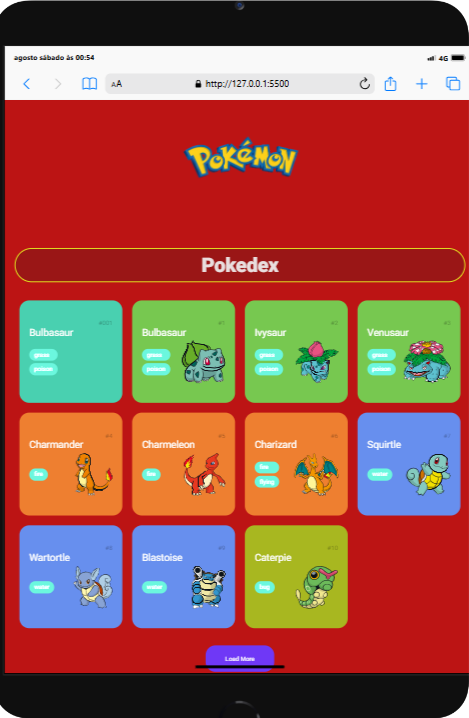 agosto sábado às 00:54
4G
AA
http://127.0.0.1:5500
POKéMON
Pokedex
#001
Bulbasaur
grass
poison
#1
Bulbasaur
grass
poison
#2
Ivysaur
grass
poison
#3
Venusaur
grass
poison
#4
Charmander
fire
#5
Charmeleon
fire
#6
Charizard
fire
flying
Squirtle
water
#8
Wartortle
water
#9
Blastoise
water
#10
Caterpie
bug
Load More